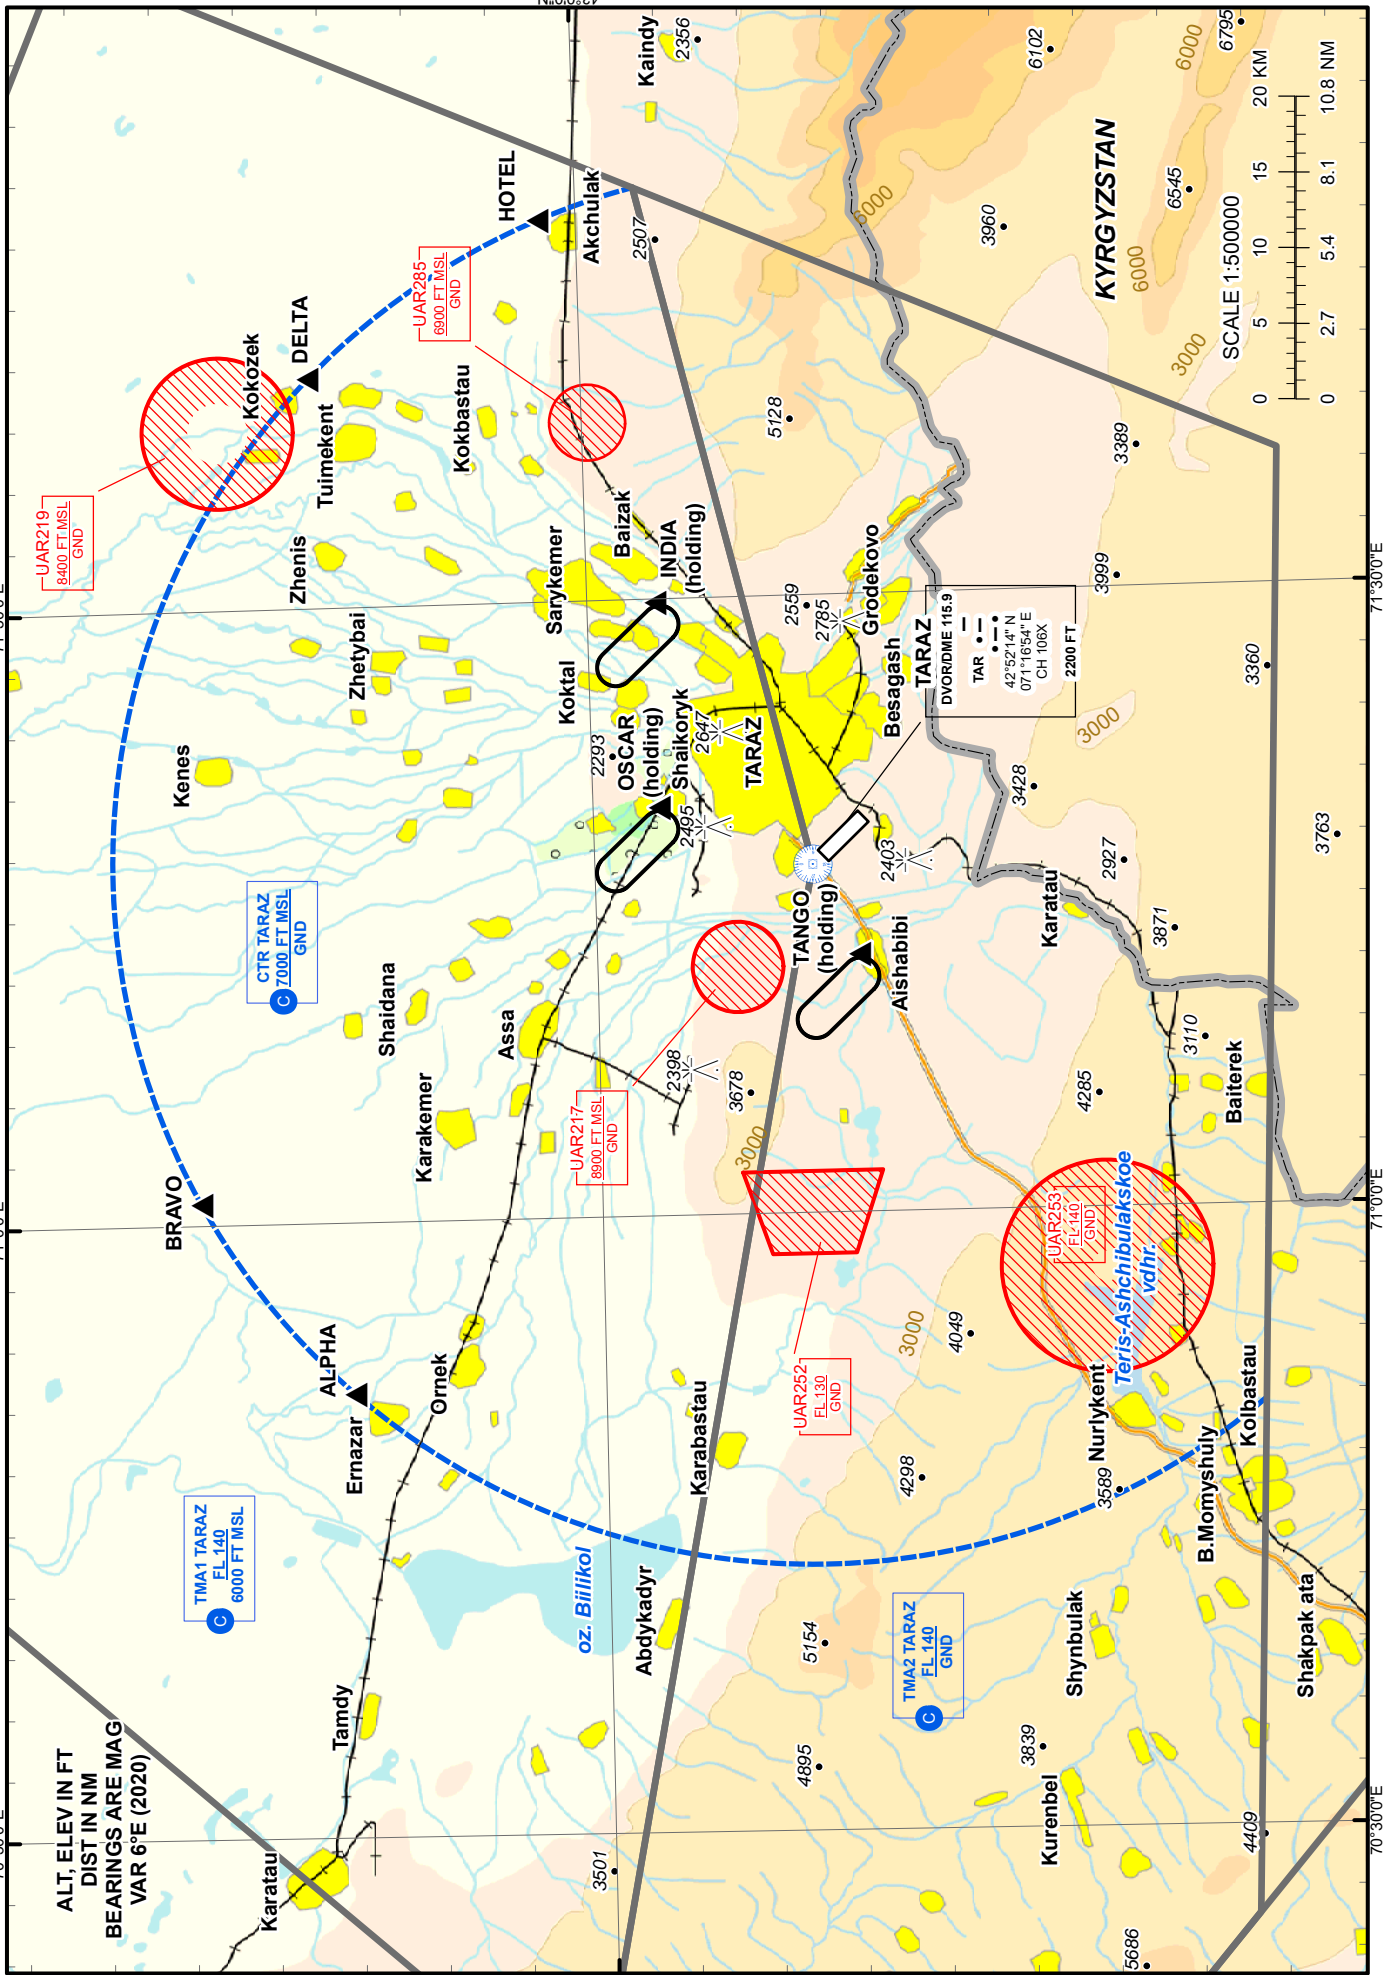 ALT, ELEV IN FT
DIST IN NM
BEARINGS ARE MAG
VAR 6°E (2020)
TMA1 TARAZ
FL 140
6000 FT MSL
C
CTR TARAZ
7000 FT MSL
GND
C
TMA2 TARAZ
FL 140
GND
C
UAR219
8400 FT MSL
GND
UAR285
6900 FT MSL
GND
UAR217
8900 FT MSL
GND
UAR252
FL 130
GND
UAR253
FL 140
GND
BRAVO
ALPHA
DELTA
HOTEL
INDIA
(holding)
OSCAR
(holding)
TANGO
(holding)
Karatau
Tamdy
Ernazar
Ornek
Karakemer
Shaidana
Assa
Kenes
Zhetybai
Zhenis
Tuimekent
Kokozek
Kokbastau
Akchulak
Kaindy
Koktal
Sarykemer
Baizak
Shaikoryk
TARAZ
Besagash
Grodekovo
Aishabibi
Karatau
Baiterek
Karabastau
Abdykadyr
oz. Biilikol
Nurlykent
Teris-Ashchibulakskoe
vdhr.
Kolbastau
B.Momyshuly
Shakpak ata
Shynbulak
Kurenbel
KYRGYZSTAN
TARAZ
DVOR/DME 115.9
TAR
42°52'14" N
071°16'54" E
CH 106X
2200 FT
2356
6102
6795
2507
3960
6545
5128
3389
2559
2785
3999
3360
2293
2647
2495
2403
3428
2927
3763
3871
3110
2398
3678
4285
4049
4298
3589
5154
4895
3839
3501
4409
5686
3000
3000
3000
3000
6000
6000
6000
SCALE 1:500000
0 5 10 15 20 KM
0 2.7 5.4 8.1 10.8 NM
70°30'0"E
71°0'0"E
71°30'0"E